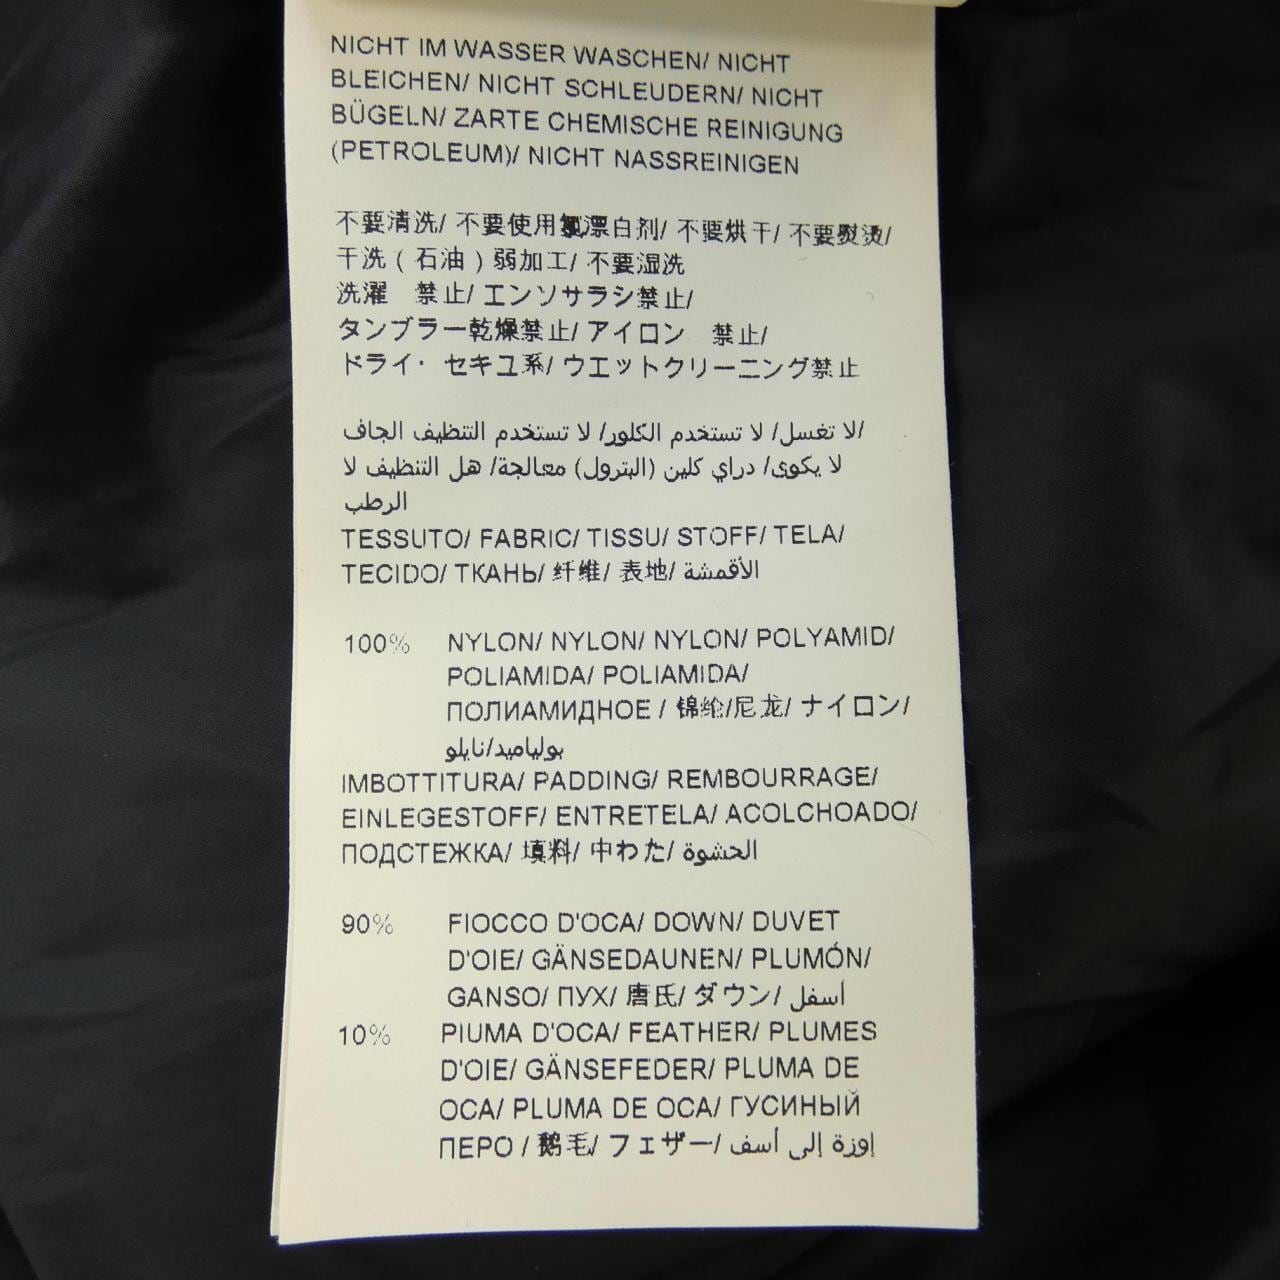 NICHT IM WASSER WASCHEN/ NICHT
BLEICHEN/ NICHT SCHLEUDERN/ NICHT
BÜGELN/ ZARTE CHEMISCHE REINIGUNG
(PETROLEUM)/ NICHT NASSREINIGEN
不要清洗/ 不要使用氯漂白剂/ 不要烘干/ 不要熨烫/
干洗（石油）弱加工/ 不要湿洗
洗濯　禁止/ エンソサラシ禁止/
タンブラー乾燥禁止/ アイロン　禁止/
ドライ・ セキユ系/ ウエットクリーニング禁止
لا تغسل/ لا تستخدم الكلور/ لا تستخدم التنظيف الجاف/
لا يكوى/ دراي كلين (البترول) معالجة/ هل التنظيف لا
الرطب
TESSUTO/ FABRIC/ TISSU/ STOFF/ TELA/
TECIDO/ ТКАНЬ/ 纤维/ 表地/ الأقمشة
100% NYLON/ NYLON/ NYLON/ POLYAMID/
POLIAMIDA/ POLIAMIDA/
ПОЛИАМИДНОЕ / 锦纶/尼龙/ ナイロン/
بولياميد/نايلو
IMBOTTITURA/ PADDING/ REMBOURRAGE/
EINLEGESTOFF/ ENTRETELA/ ACOLCHOADO/
ПОДСТЕЖКА/ 填料/ 中わた/ الحشوة
90% FIOCCO D'OCA/ DOWN/ DUVET
D'OIE/ GÄNSEDAUNEN/ PLUMÓN/
GANSO/ ПУХ/ 唐氏/ ダウン/ أسفل
10% PIUMA D'OCA/ FEATHER/ PLUMES
D'OIE/ GÄNSEFEDER/ PLUMA DE
OCA/ PLUMA DE OCA/ ГУСИНЫЙ
ПЕРО / 鹅毛/ フェザー/ إوزة إلى أسف